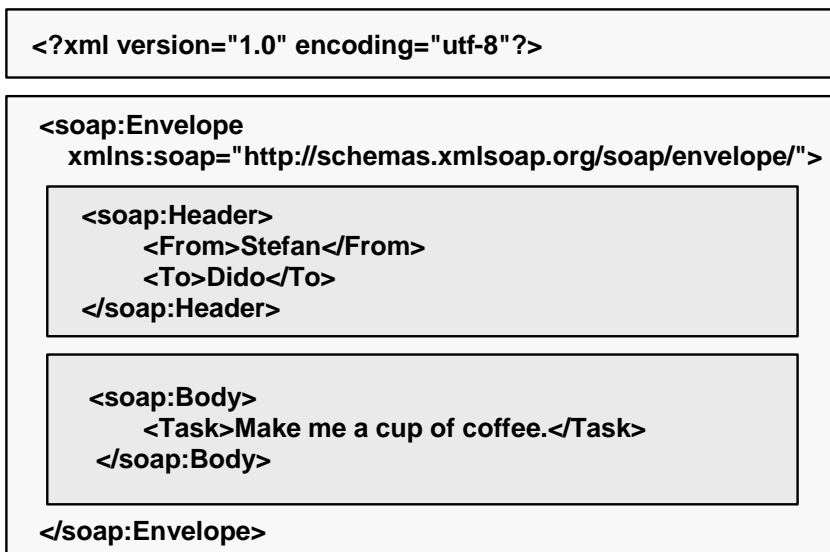 <?xml version="1.0" encoding="utf-8"?>
<soap:Envelope
xmlns:soap="http://schemas.xmlsoap.org/soap/envelope/">
<soap:Header>
<From>Stefan</From>
<To>Dido</To>
</soap:Header>
<soap:Body>
<Task>Make me a cup of coffee.</Task>
</soap:Body>
</soap:Envelope>